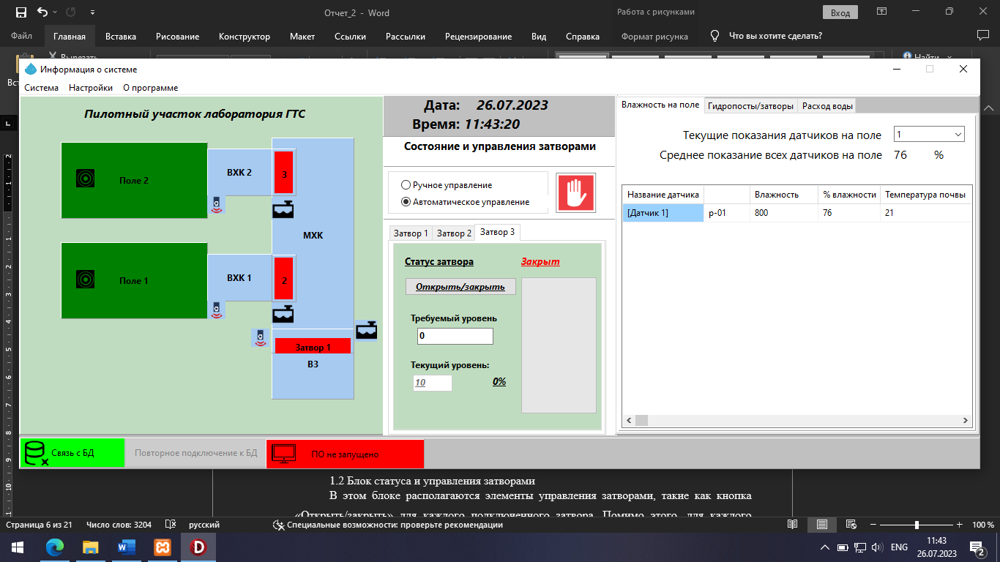 Отчет_2 - Word
Работа с рисунками
Вход
Файл Главная Вставка Рисование Конструктор Макет Ссылки Рассылки Рецензирование Вид Справка Формат рисунка Что вы хотите сделать?
Вырезать
Найти
Информация о системе
Система Настройки О программе
Пилотный участок лаборатория ГТС
Поле 2
ВХК 2
3
МХК
Поле 1
ВХК 1
2
Затвор 1
ВЗ
Дата: 26.07.2023
Время: 11:43:20
Состояние и управления затворами
Ручное управление
Автоматическое управление
Затвор 1 Затвор 2 Затвор 3
Статус затвора Закрыт
Открыть/закрыть
Требуемый уровень
0
Текущий уровень:
10 0%
Влажность на поле Гидропосты/затворы Расход воды
Текущие показания датчиков на поле 1
Среднее показание всех датчиков на поле 76 %
Название датчика Влажность % влажности Температура почвы
[Датчик 1] p-01 800 76 21
Связь с БД
Повторное подключение к БД
ПО не запущено
1.2 Блок статуса и управления затворами
В этом блоке располагаются элементы управления затворами, такие как кнопка
«Открыть/закрыть» для каждого подключенного затвора. Помимо этого, для каждого
Страница 6 из 21 Число слов: 3204 русский Специальные возможности: проверьте рекомендации 100 %
ENG
11:43
26.07.2023
2